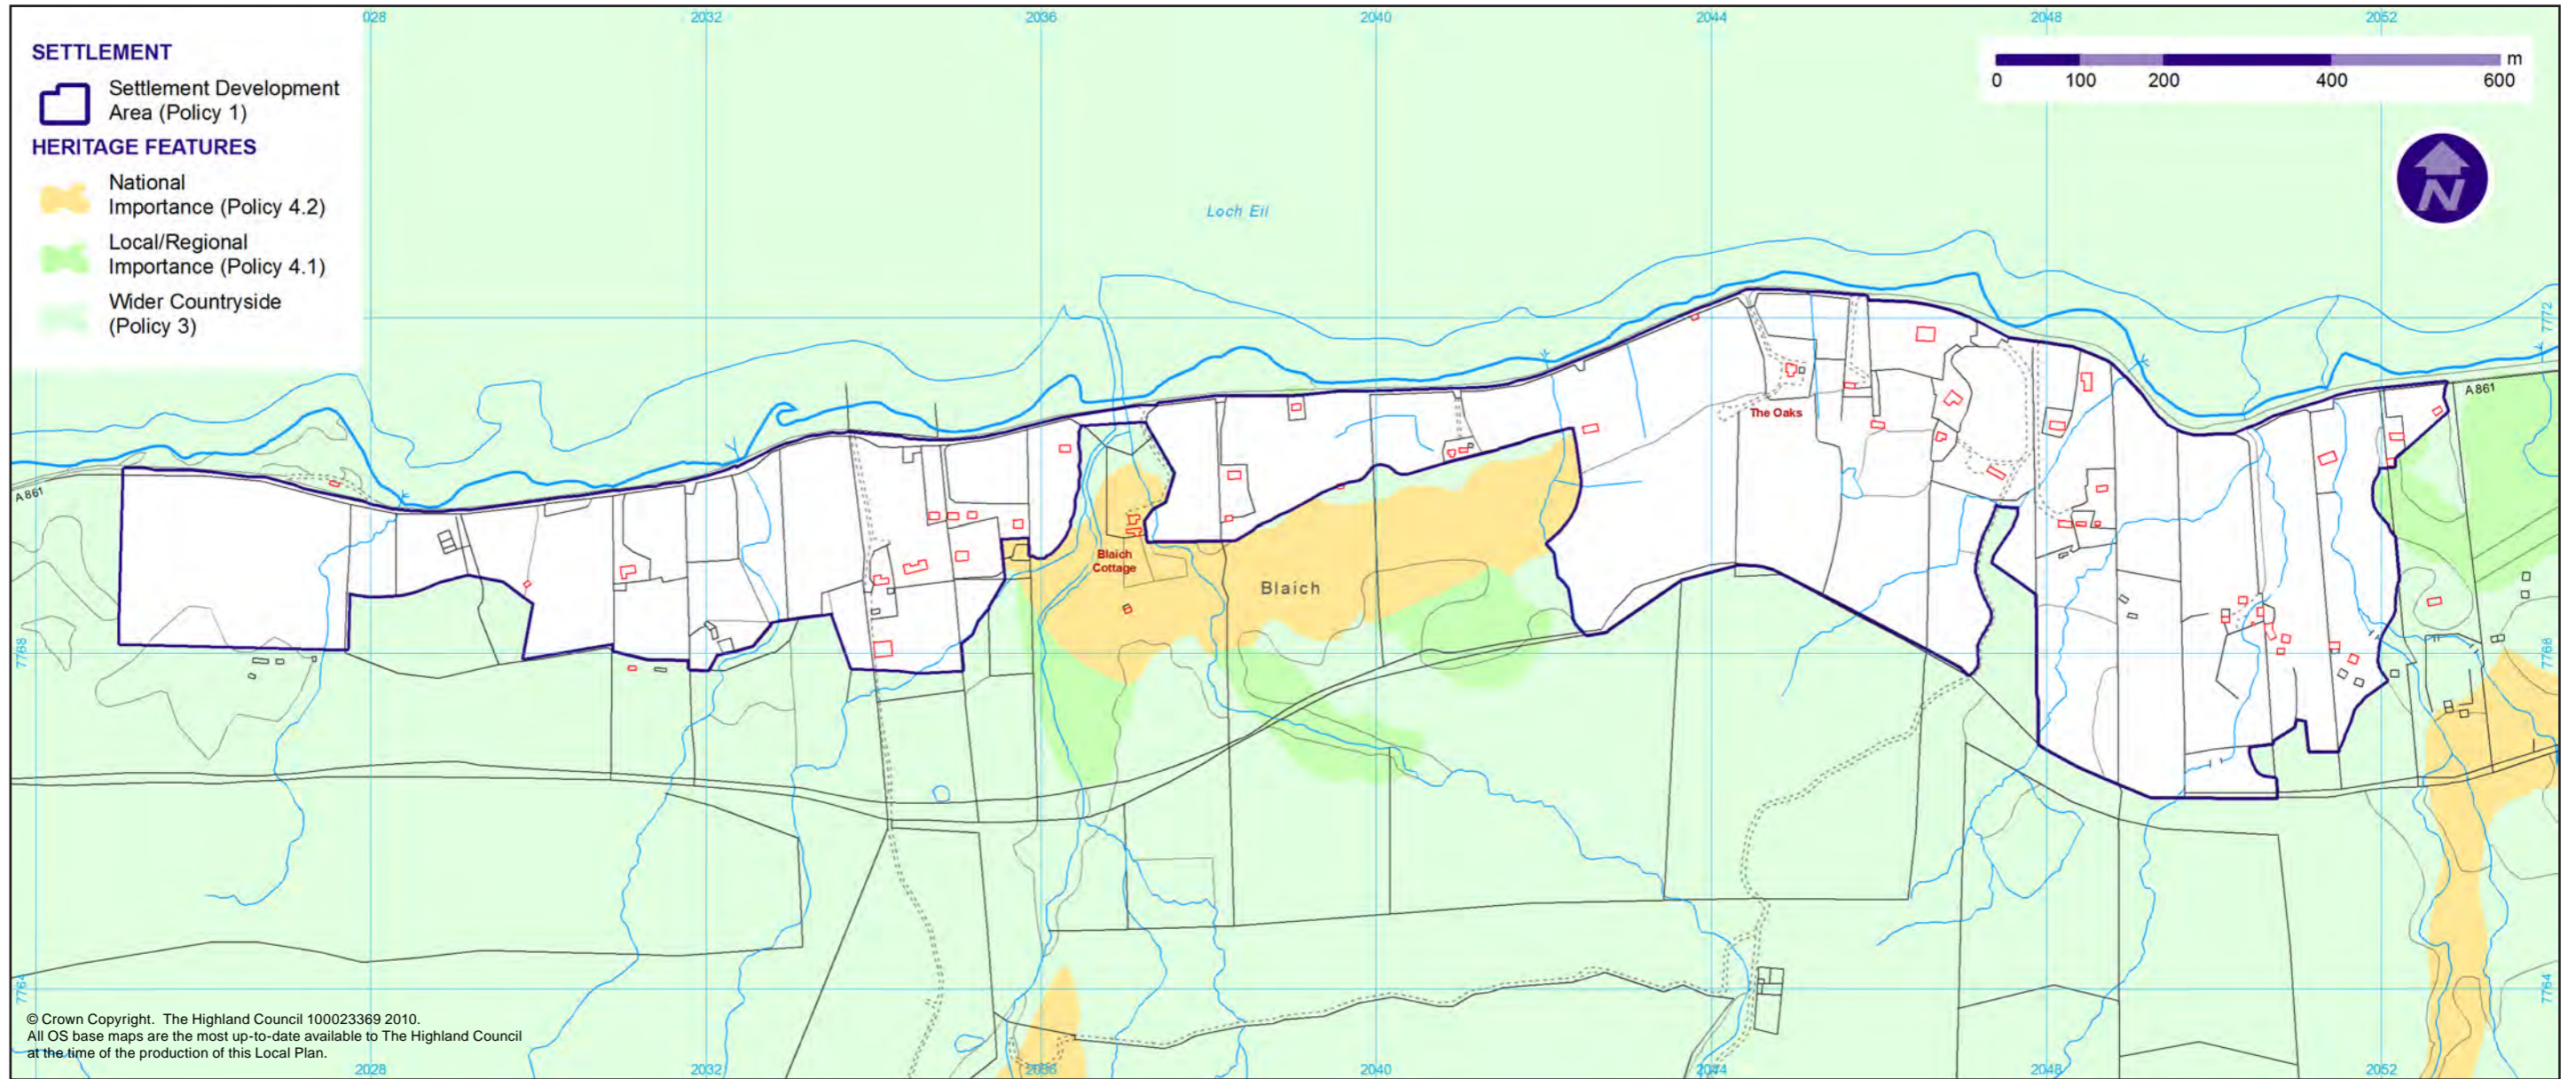 028 2032 2036 2040 2044 2048 2052
SETTLEMENT
Settlement Development
Area (Policy 1)
HERITAGE FEATURES
National
Importance (Policy 4.2)
Local/Regional
Importance (Policy 4.1)
Wider Countryside
(Policy 3)
m
0 100 200 400 600
N
Loch Eil
7772
A 861
The Oaks
A 861
Blaich
Cottage
Blaich
7768
7768
7764
7764
© Crown Copyright. The Highland Council 100023369 2010.
All OS base maps are the most up-to-date available to The Highland Council
at the time of the production of this Local Plan.
2028 2032 2036 2040 2044 2048 2052